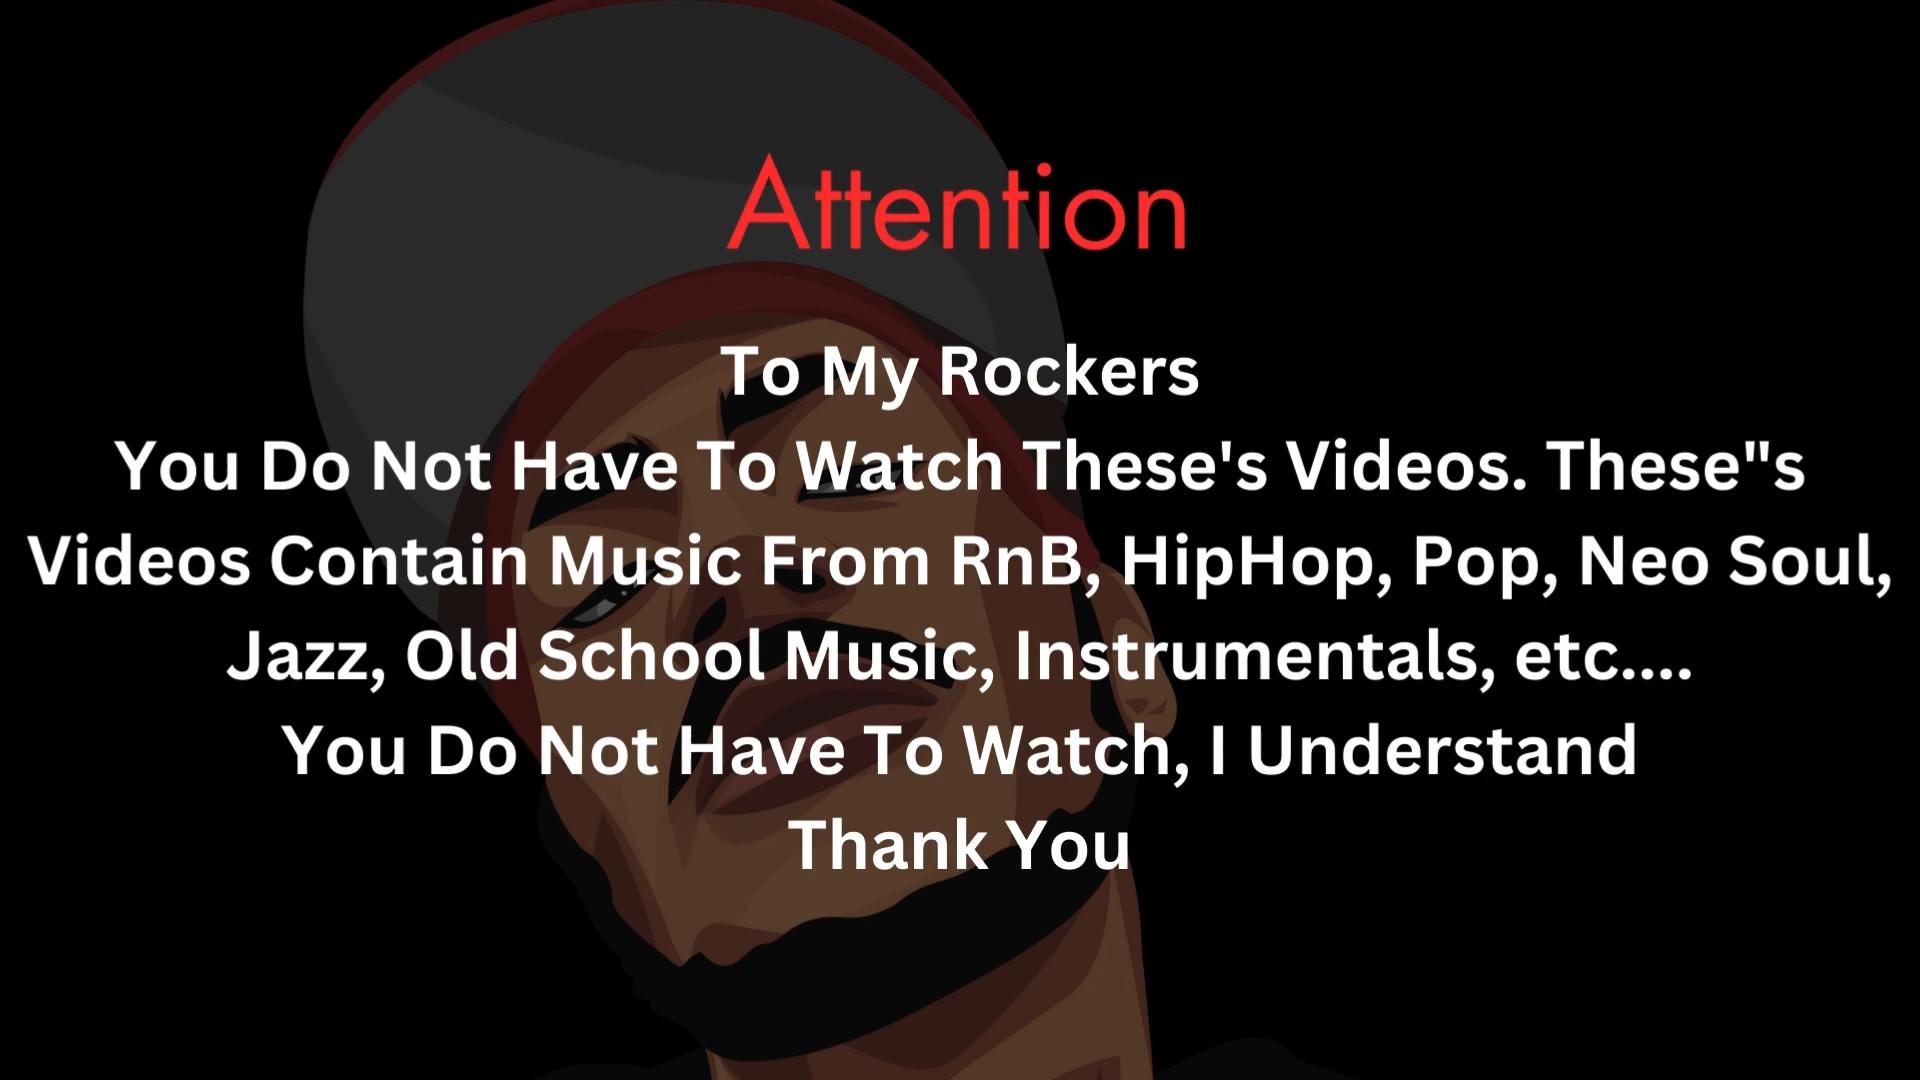 Attention
To My Rockers
You Do Not Have To Watch These's Videos. These"s
Videos Contain Music From RnB, HipHop, Pop, Neo Soul,
Jazz, Old School Music, Instrumentals, etc....
You Do Not Have To Watch, I Understand
Thank You